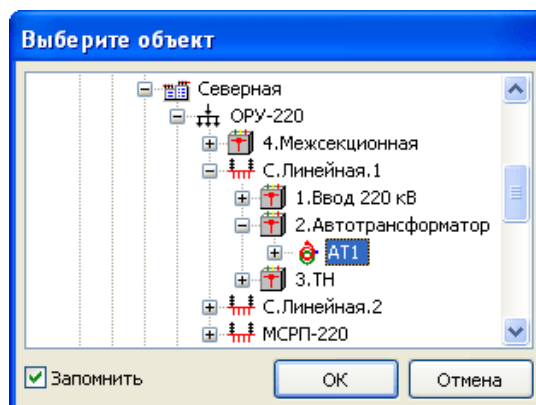 Выберите объект
Северная
ОРУ-220
4.Межсекционная
С.Линейная.1
1.Ввод 220 кВ
2.Автотрансформатор
АТ1
3.ТН
С.Линейная.2
МСРП-220
Запомнить
ОК
Отмена